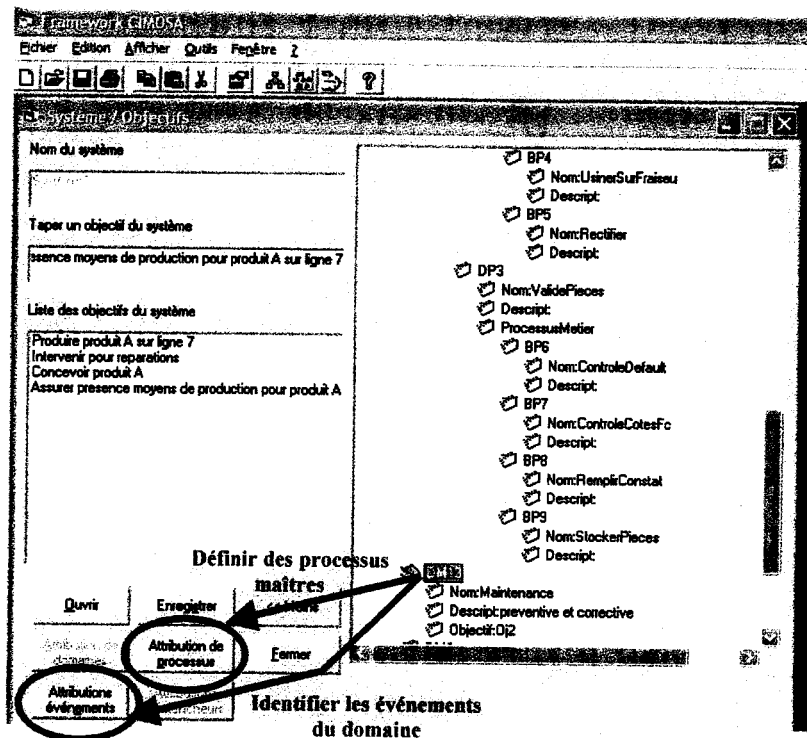 Framework CIMOSA
Fichier Edition Afficher Outils Fenêtre ?
Système / Objectifs
Nom du système
Taper un objectif du système
ssence moyens de production pour produit A sur ligne 7
Liste des objectifs du système
Produire produit A sur ligne 7
Intervenir pour reparations
Concevoir produit A
Assurer presence moyens de production pour produit A
BP4
Nom:UsinerSurFraiseu
Descript:
BP5
Nom:Rectifier
Descript:
DP3
Nom:ValidePieces
Descript:
ProcessusMetier
BP6
Nom:ControleDefault
Descript:
BP7
Nom:ControleCotesFc
Descript:
BP8
Nom:RemplirConstat
Descript:
BP9
Nom:StockerPieces
Descript:
Nom:Maintenance
Descript:preventive et corrective
Objectif:Oj2
Définir des processus
maîtres
Ouvrir
Enregistrer
Attribution de
processus
Fermer
Attributions
événements
Identifier les événements
du domaine